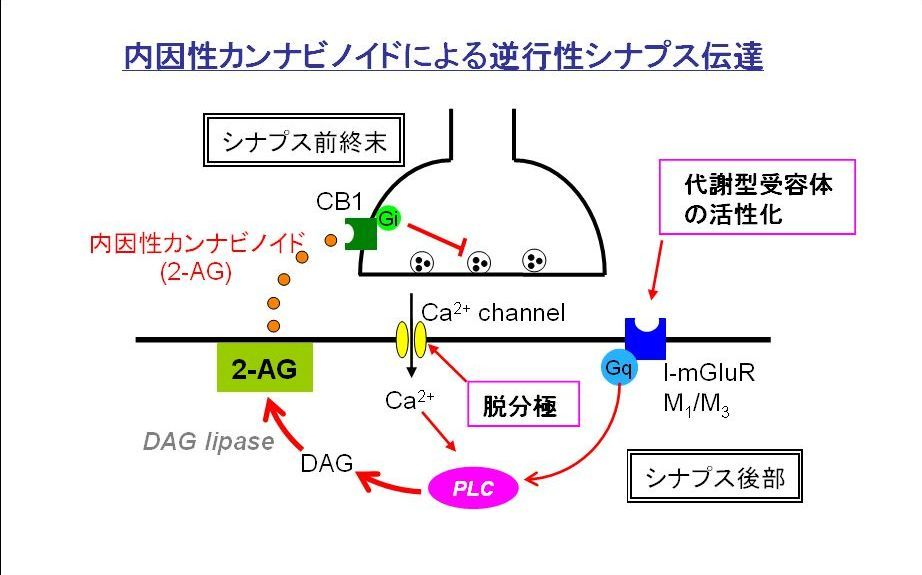 内因性カンナビノイドによる逆行性シナプス伝達
シナプス前終末
代謝型受容体
の活性化
CB1
Gi
内因性カンナビノイド
(2-AG)
Ca²⁺ channel
2-AG
Gq
I-mGluR
M₁/M₃
Ca²⁺
脱分極
DAG lipase
DAG
PLC
シナプス後部